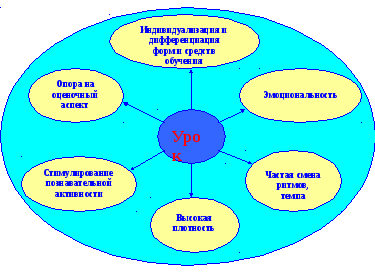 Индивидуализация и
дифференциация
форм и средств
обучения
Опора на
оценочный
аспект
Эмоциональность
Уро
к
Стимулирование
познавательной
активности
Частая смена
ритмов,
темпа
Высокая
плотность